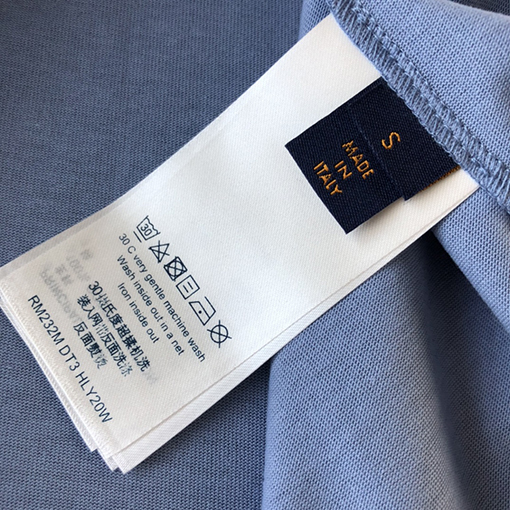 S
MADE
IN
ITALY
30
30 C very gentle machine wash
Wash inside out in a net
Iron inside out
30摄氏度超柔机洗
装入网袋反面洗涤
反面熨烫
RM232M DT3 HLY20W